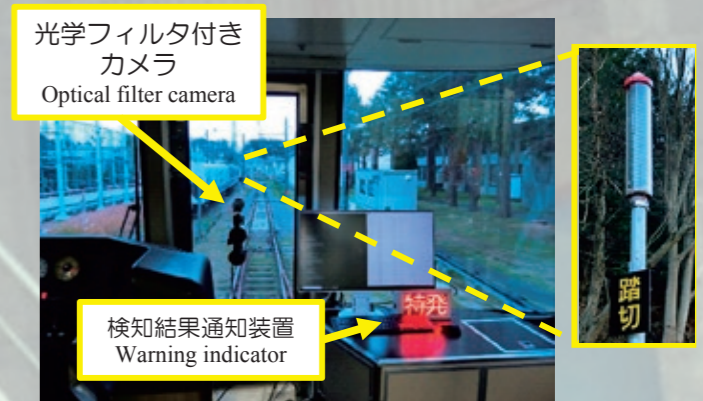 光学フィルタ付き
カメラ
Optical filter camera
特発
検知結果通知装置
Warning indicator
踏切